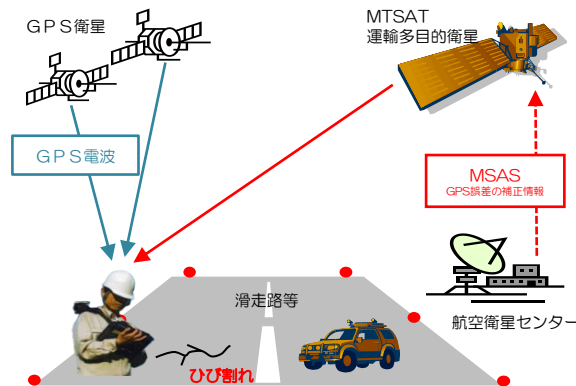 GPS衛星
MTSAT
運輸多目的衛星
GPS電波
MSAS
GPS誤差の補正情報
滑走路等
航空衛星センター
ひび割れ